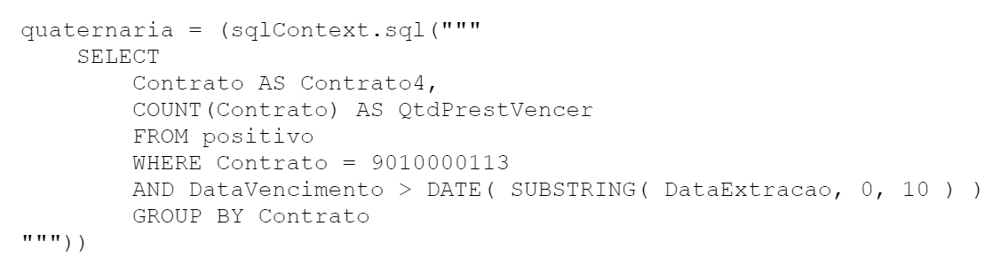 quaternaria = (sqlContext.sql("""
SELECT
Contrato AS Contrato4,
COUNT(Contrato) AS QtdPrestVencer
FROM positivo
WHERE Contrato = 9010000113
AND DataVencimento > DATE( SUBSTRING( DataExtracao, 0, 10 ) )
GROUP BY Contrato
"""))